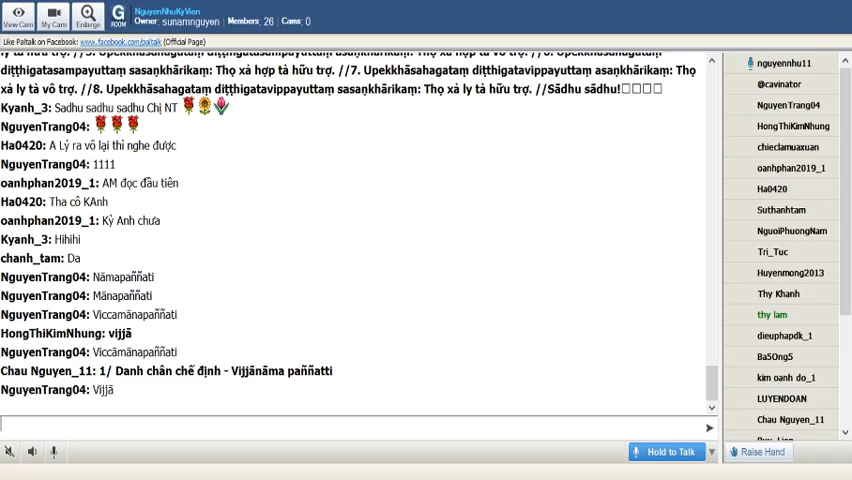 NguyenNhuKyVien
Owner: sunamnguyen Members: 26 Cams: 0
View Cam My Cam Enlarge G ROOM
Like Paltalk on Facebook: www.facebook.com/paltalk (Official Page)
diṭṭhigatasampayuttaṃ sasaṅkhārikaṃ: Thọ xả hợp tà hữu trợ. //7. Upekkhāsahagataṃ diṭṭhigatavippayuttaṃ asaṅkhārikaṃ: Thọ
xả ly tà vô trợ. //8. Upekkhāsahagataṃ diṭṭhigatavippayuttaṃ sasaṅkhārikaṃ: Thọ xả ly tà hữu trợ. //Sādhu sādhu!
Kyanh_3: Sadhu sadhu sadhu Chị NT
NguyenTrang04:
Ha0420: A Lý ra vô lại thì nghe được
NguyenTrang04: 1111
oanhphan2019_1: AM đọc đầu tiên
Ha0420: Tha cô KAnh
oanhphan2019_1: Kỳ Anh chưa
Kyanh_3: Hihihi
chanh_tam: Da
NguyenTrang04: Nāmapaññati
NguyenTrang04: Mānapaññati
NguyenTrang04: Viccamānapaññati
HongThiKimNhung: vijjā
NguyenTrang04: Viccāmānapaññati
Chau Nguyen_11: 1/ Danh chân chế định - Vijjānāma paññatti
NguyenTrang04: Vijjā
Hold to Talk
nguyennhu11
@cavinator
NguyenTrang04
HongThiKimNhung
chieclamuaxuan
oanhphan2019_1
Ha0420
Suthanhtam
NguoiPhuongNam
Tri_Tuc
Huyenmong2013
Thy Khanh
thy lam
dieuphapdk_1
Ba5Ong5
kim oanh do_1
LUYENDOAN
Chau Nguyen_11
Raise Hand